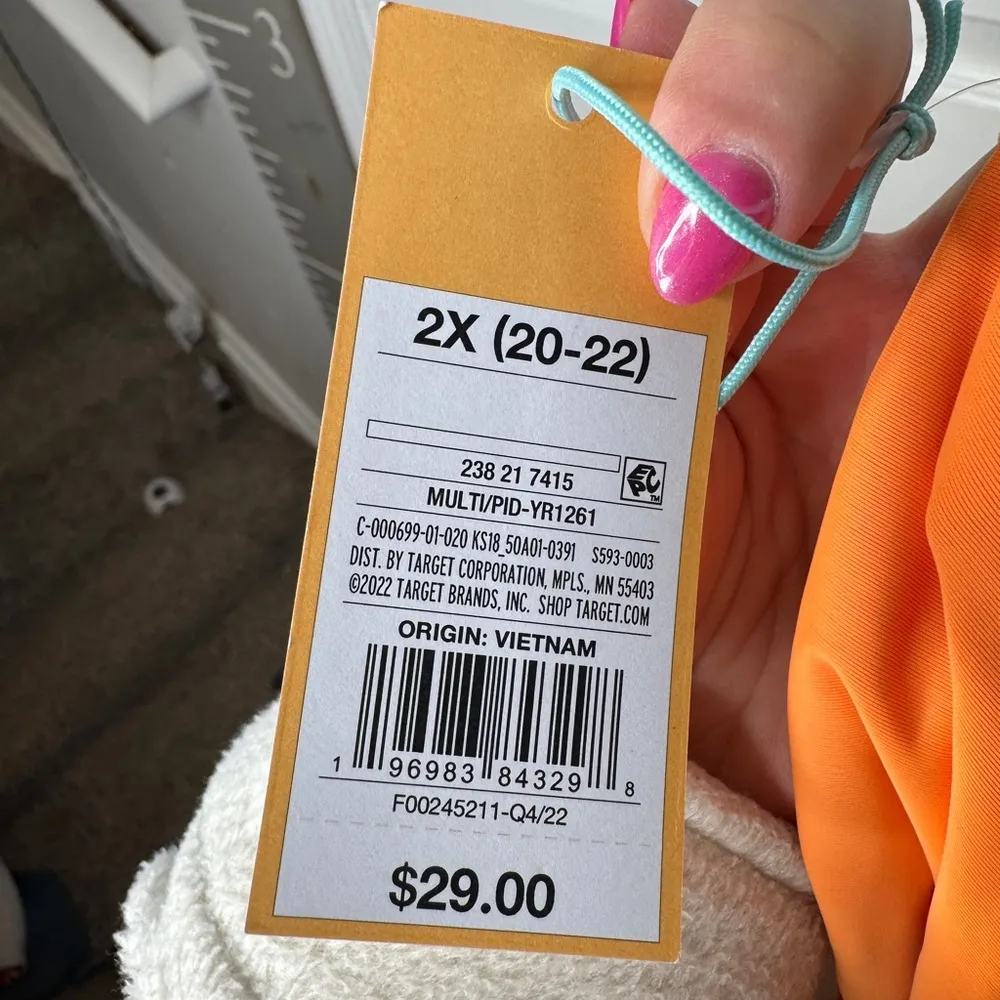 3
2X (20-22)
238 21 7415
EPC™
MULTI/PID-YR1261
C-000699-01-020 KS18_50A01-0391 S593-0003
DIST. BY TARGET CORPORATION, MPLS., MN 55403
©2022 TARGET BRANDS, INC. SHOP TARGET.COM
ORIGIN: VIETNAM
1 96983 84329 8
F00245211-Q4/22
$29.00